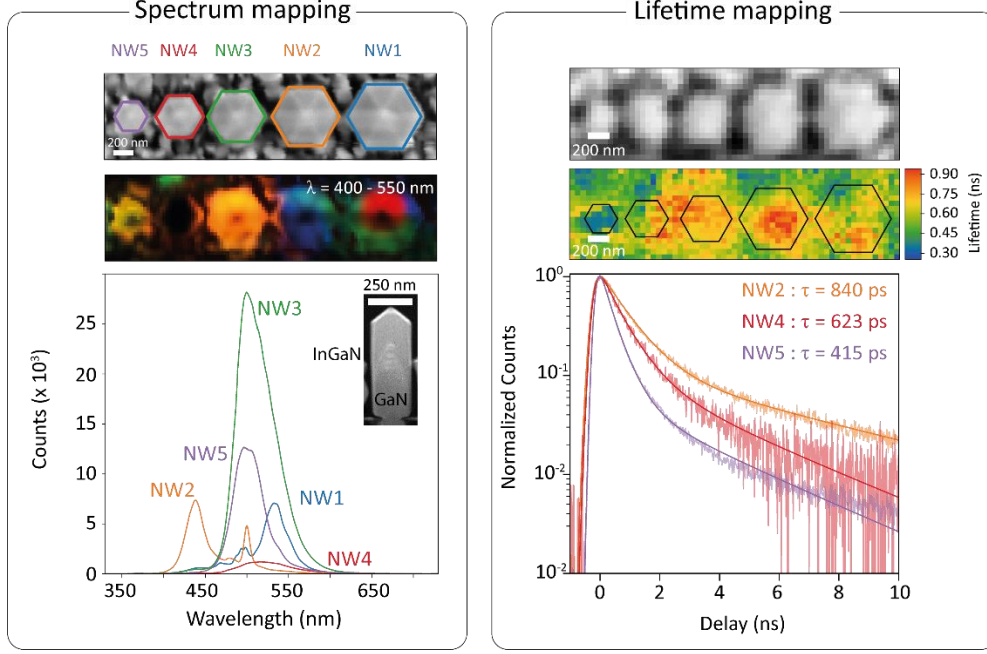 Spectrum mapping
NW5 NW4 NW3 NW2 NW1
200 nm
λ = 400 - 550 nm
25
20
15
10
5
0
Counts (x 10³)
NW3
NW5
NW2
NW1
NW4
250 nm
InGaN
GaN
350 450 550 650
Wavelength (nm)
Lifetime mapping
200 nm
200 nm
0.90
0.75
0.60
0.45
0.30
Lifetime (ns)
10⁰
10⁻¹
10⁻²
10⁻²
Normalized Counts
NW2 : τ = 840 ps
NW4 : τ = 623 ps
NW5 : τ = 415 ps
0 2 4 6 8 10
Delay (ns)